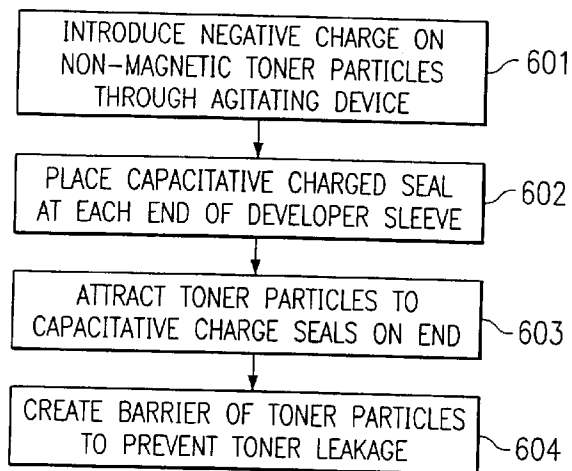 INTRODUCE NEGATIVE CHARGE ON
NON-MAGNETIC TONER PARTICLES
THROUGH AGITATING DEVICE
601
PLACE CAPACITATIVE CHARGED SEAL
AT EACH END OF DEVELOPER SLEEVE
602
ATTRACT TONER PARTICLES TO
CAPACITATIVE CHARGE SEALS ON END
603
CREATE BARRIER OF TONER PARTICLES
TO PREVENT TONER LEAKAGE
604